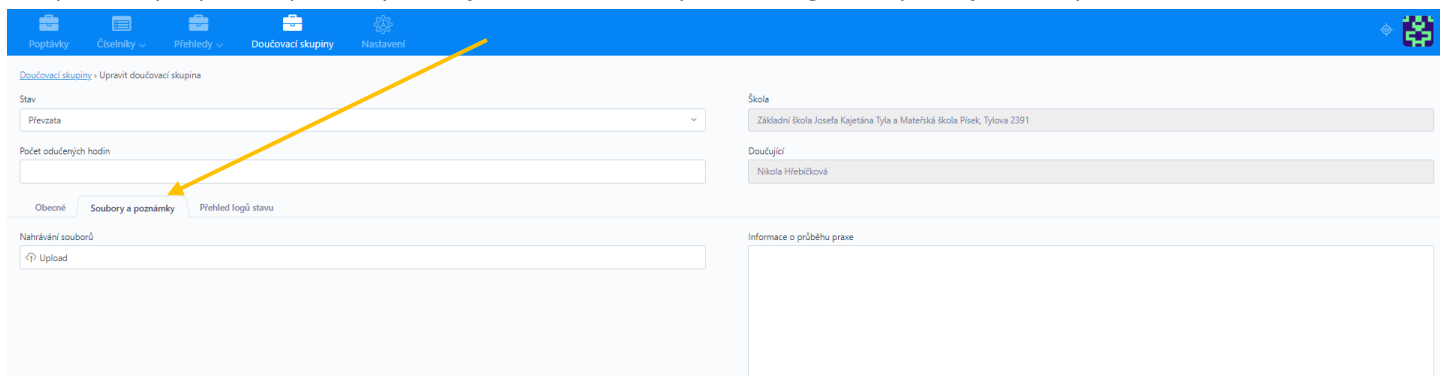 Poptávky Číselníky Přehledy Doučovací skupiny Nastavení
Doučovací skupiny › Upravit doučovací skupina
Stav
Převzata
Škola
Základní škola Josefa Kajetána Tyla a Mateřská škola Písek, Tylova 2391
Počet odučených hodin
Doučující
Nikola Hřebíčková
Obecné Soubory a poznámky Přehled logů stavu
Nahrávání souborů
Upload
Informace o průběhu praxe